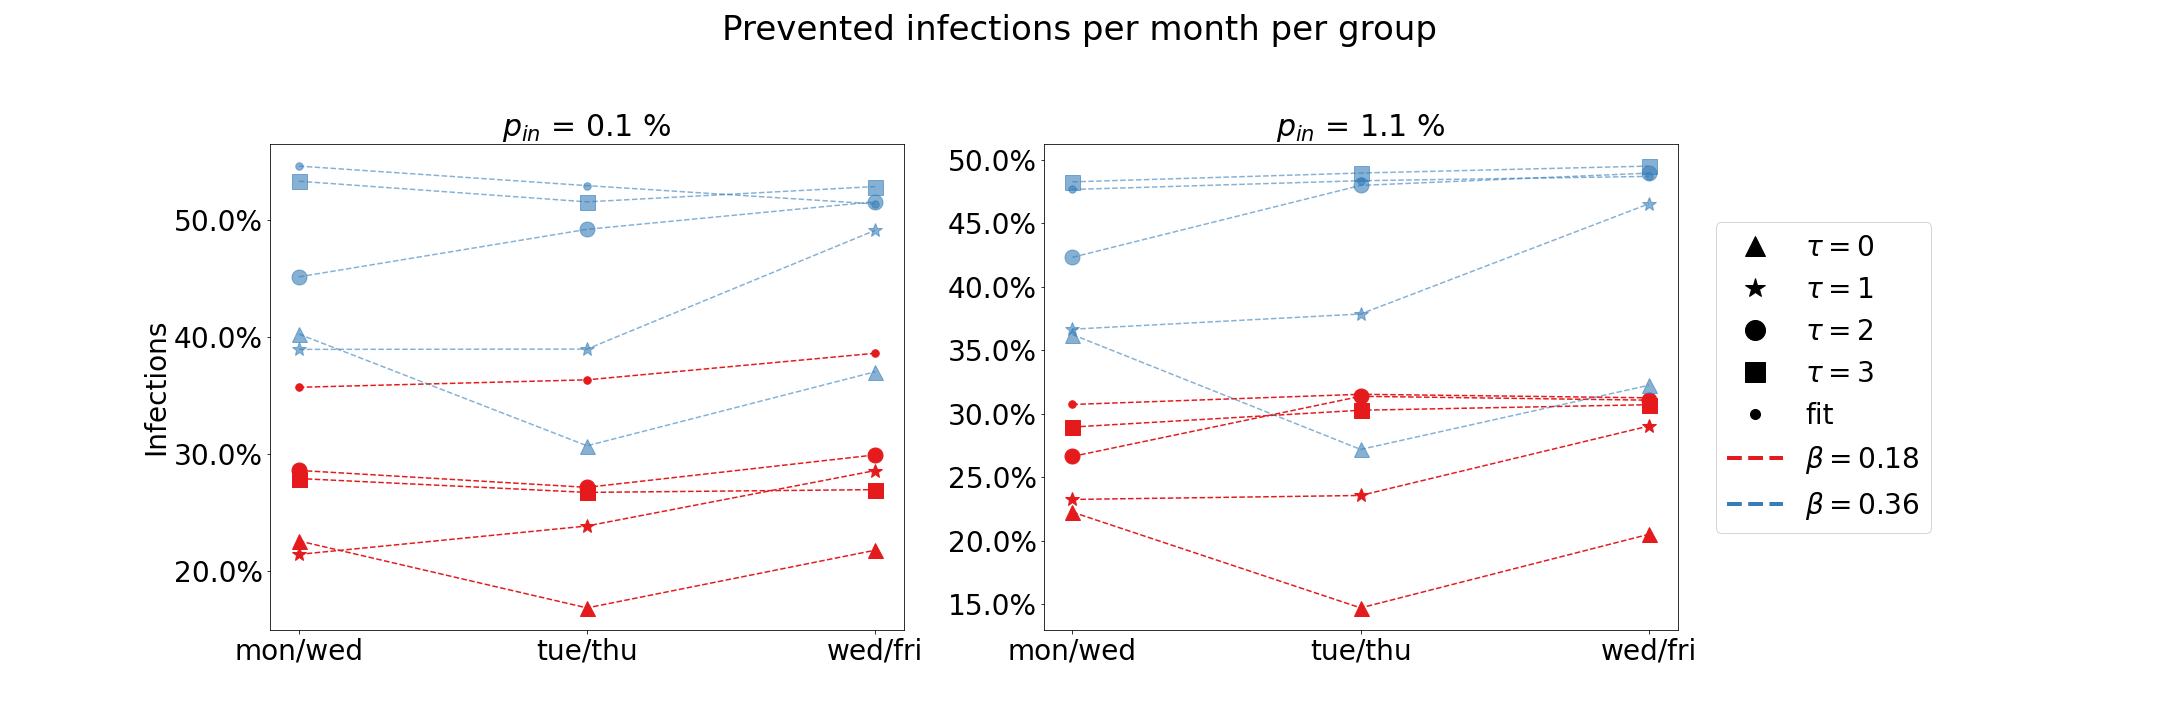 Prevented infections per month per group
p_in = 0.1 %
Infections
50.0%
40.0%
30.0%
20.0%
mon/wed tue/thu wed/fri
p_in = 1.1 %
50.0%
45.0%
40.0%
35.0%
30.0%
25.0%
20.0%
15.0%
mon/wed tue/thu wed/fri
τ = 0
τ = 1
τ = 2
τ = 3
fit
β = 0.18
β = 0.36